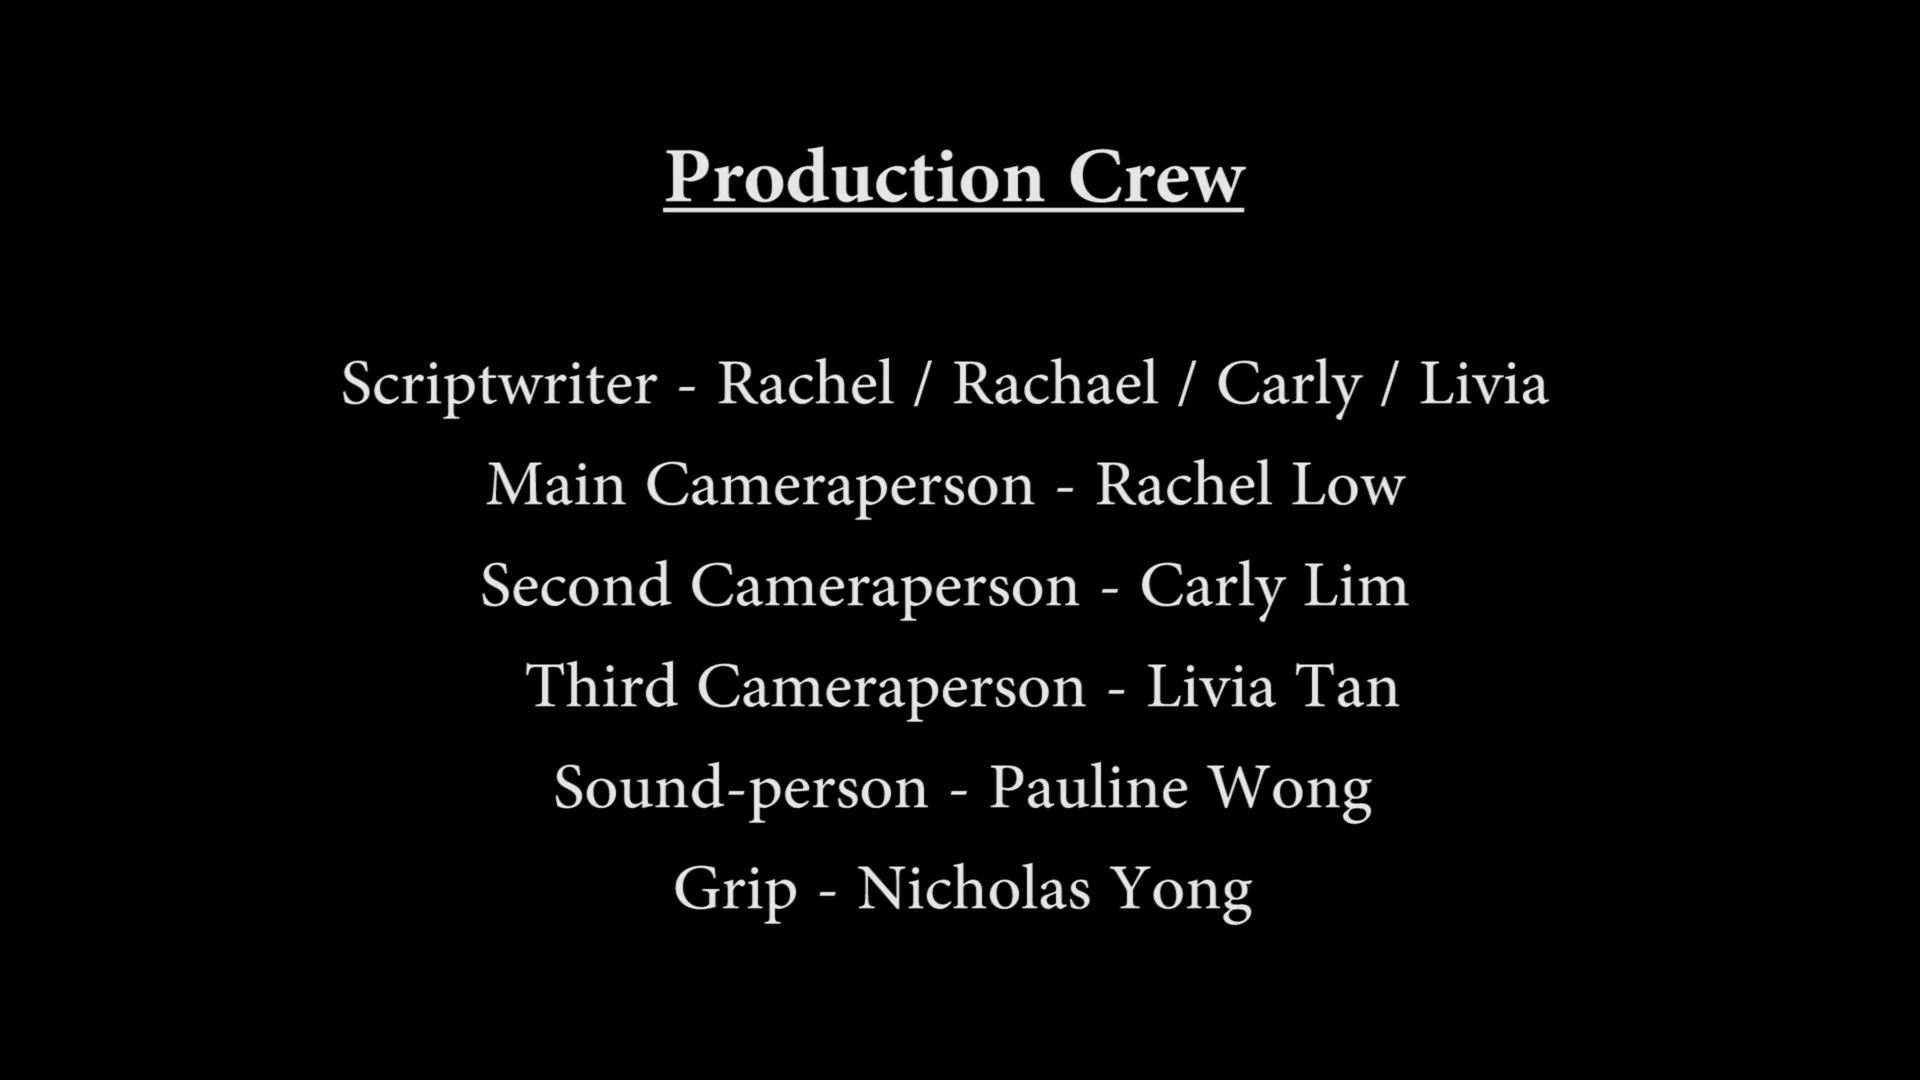 Production Crew
Scriptwriter - Rachel / Rachael / Carly / Livia
Main Cameraperson - Rachel Low
Second Cameraperson - Carly Lim
Third Cameraperson - Livia Tan
Sound-person - Pauline Wong
Grip - Nicholas Yong